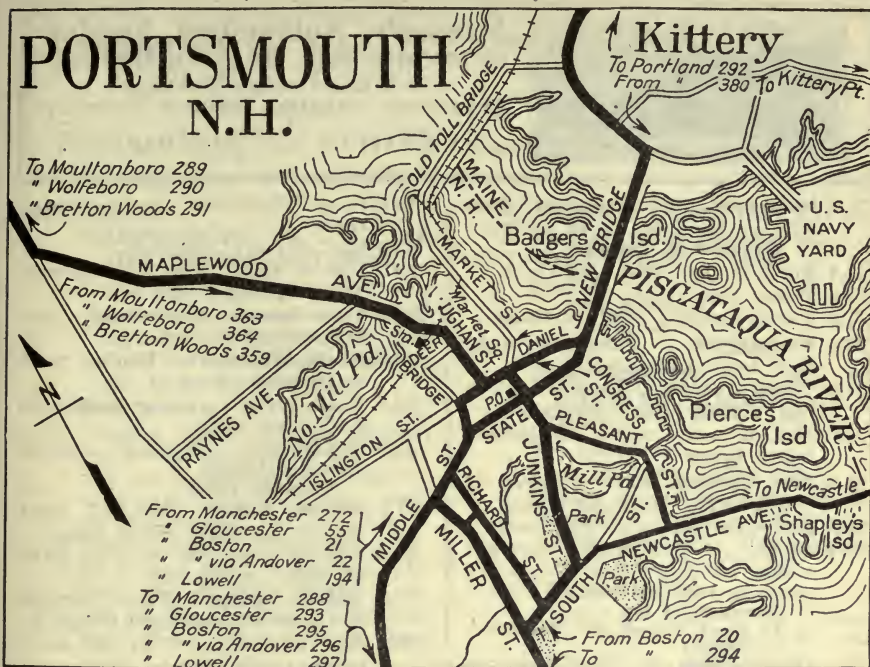 PORTSMOUTH
N.H.
Kittery
To Portland 292
From " 380
To Kittery Pt.
OLD TOLL BRIDGE
To Moultonboro 289
" Wolfeboro 290
" Bretton Woods 291
MAINE
N.H.
Badgers Isd.
NEW BRIDGE
U.S.
NAVY
YARD
MAPLEWOOD AVE.
MARKET ST.
Market Sq.
PISCATAQUA RIVER
From Moultonboro 363
" Wolfeboro 364
" Bretton Woods 359
N
STA.
DEER
BRIDGE
No Mill Pd.
DANIEL ST.
CONGRESS ST.
RAYNES AVE.
P.O.
STATE
ISLINGTON ST.
PLEASANT ST.
Pierce's
Isd
Mill Pd
Park
JUNKINS ST.
RICHARD ST.
MIDDLE ST.
MILLER ST.
SOUTH ST.
To Newcastle
NEWCASTLE AVE.
Shapley's
Isd
Park
From Manchester 272
" Gloucester 55
" Boston 21
" " via Andover 22
" Lowell 194
To Manchester 288
" Gloucester 293
" Boston 295
" " via Andover 296
" Lowell 297
From Boston 20
To " 294